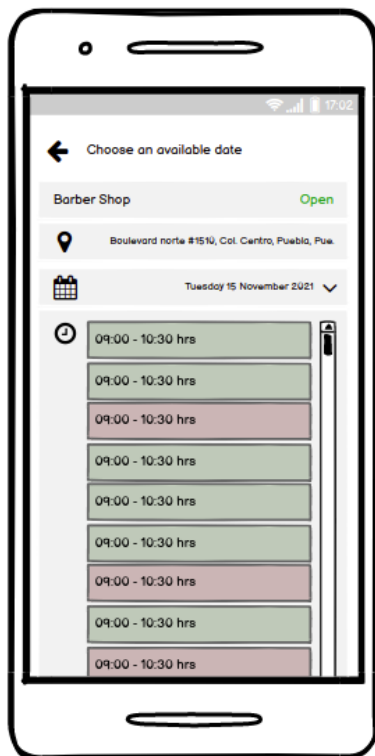 17:02
Choose an available date
Barber Shop Open
Boulevard norte #1510, Col. Centro, Puebla, Pue.
Tuesday 15 November 2021
09:00 - 10:30 hrs
09:00 - 10:30 hrs
09:00 - 10:30 hrs
09:00 - 10:30 hrs
09:00 - 10:30 hrs
09:00 - 10:30 hrs
09:00 - 10:30 hrs
09:00 - 10:30 hrs
09:00 - 10:30 hrs